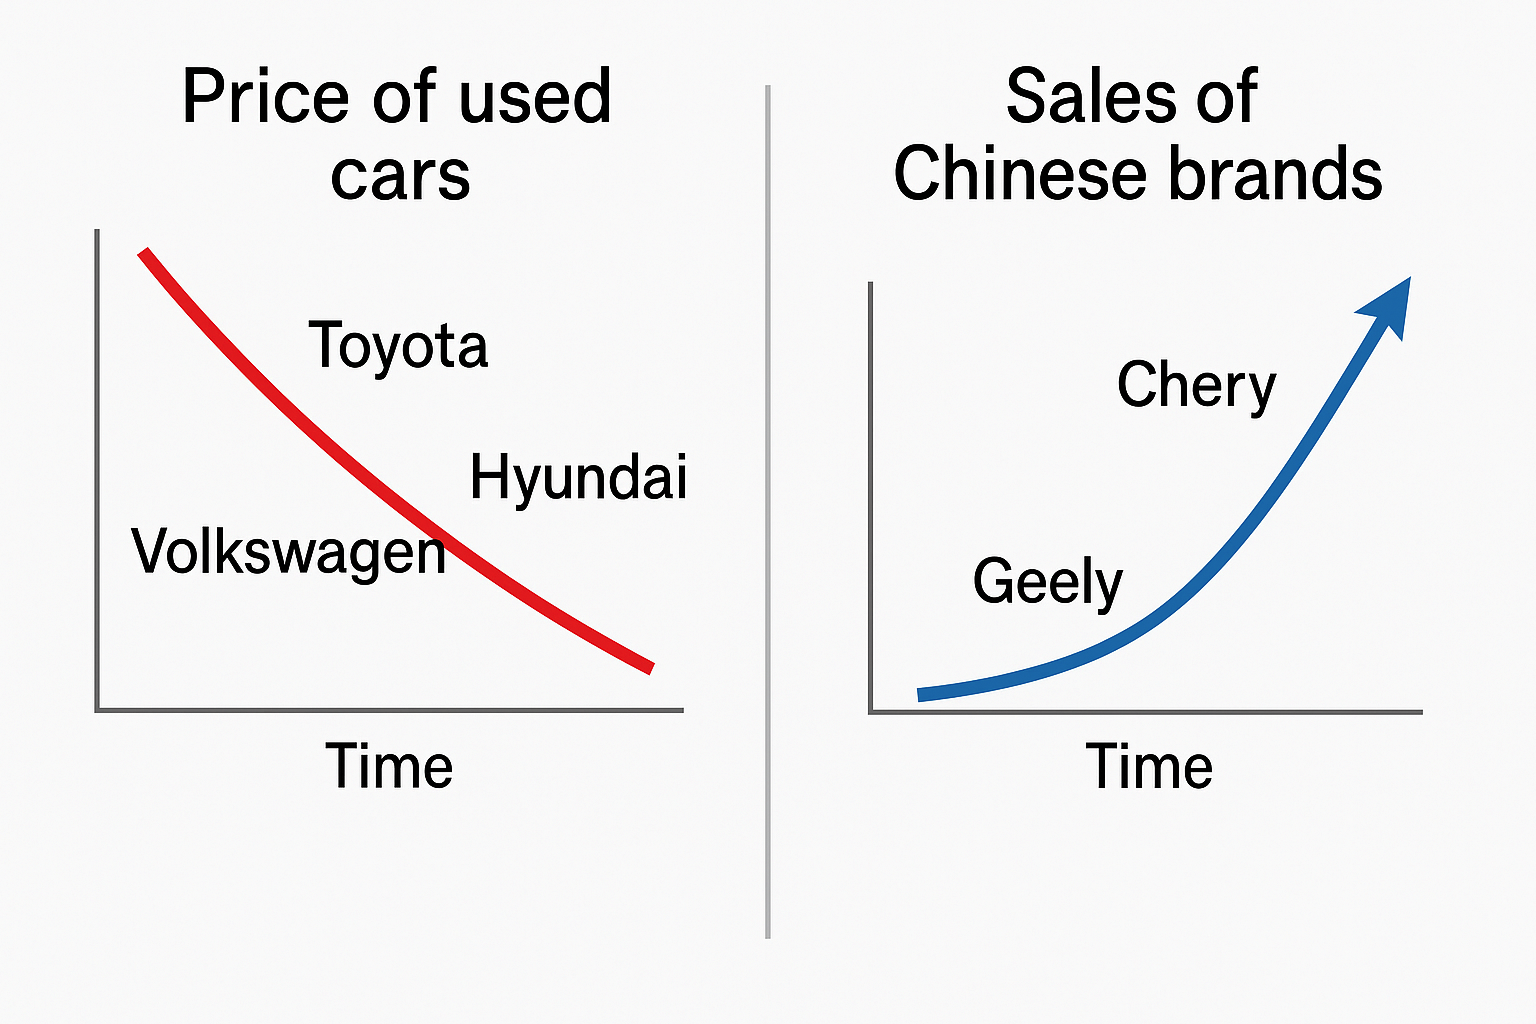 Price of used
cars
Toyota
Hyundai
Volkswagen
Time
Sales of
Chinese brands
Chery
Geely
Time